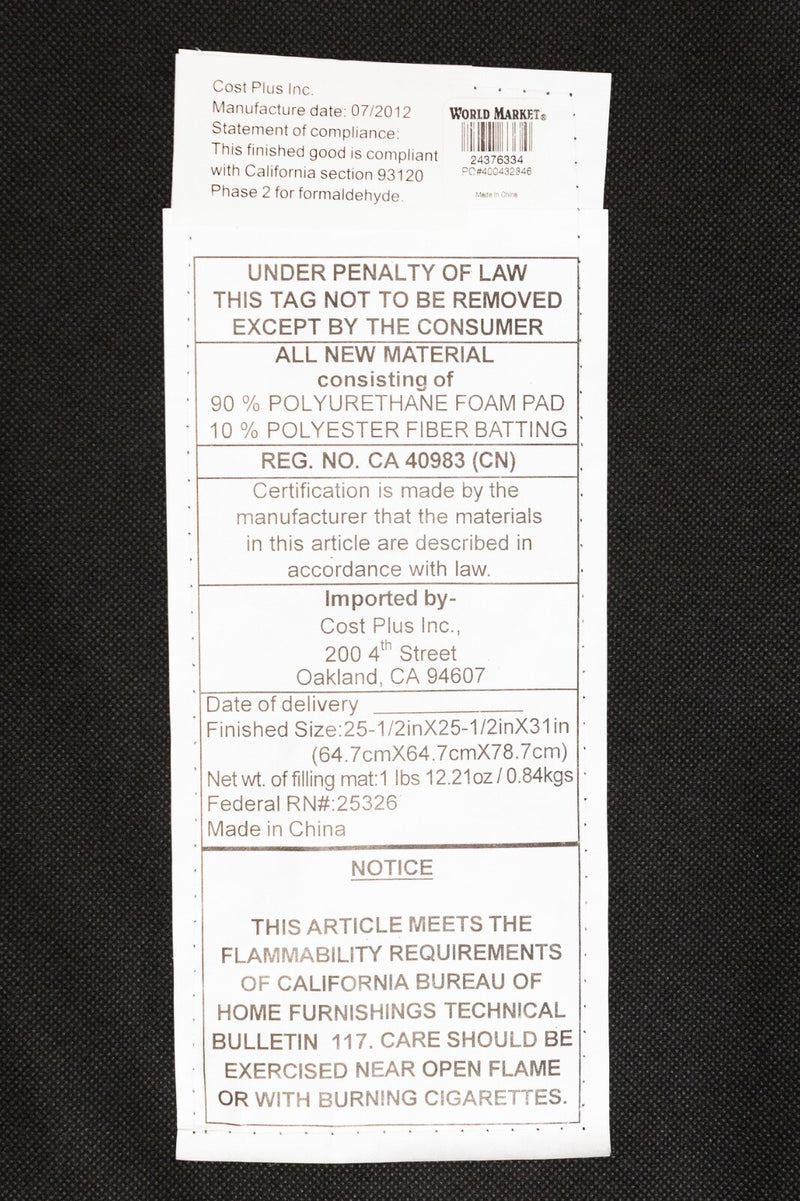 Cost Plus Inc.
Manufacture date: 07/2012
Statement of compliance:
This finished good is compliant
with California section 93120
Phase 2 for formaldehyde.
WORLD MARKET®
24376334
PO#400432846
Made in China
UNDER PENALTY OF LAW
THIS TAG NOT TO BE REMOVED
EXCEPT BY THE CONSUMER
ALL NEW MATERIAL
consisting of
90 % POLYURETHANE FOAM PAD
10 % POLYESTER FIBER BATTING
REG. NO. CA 40983 (CN)
Certification is made by the
manufacturer that the materials
in this article are described in
accordance with law.
Imported by-
Cost Plus Inc.,
200 4th Street
Oakland, CA 94607
Date of delivery
Finished Size:25-1/2inX25-1/2inX31in
(64.7cmX64.7cmX78.7cm)
Net wt. of filling mat:1 lbs 12.21oz / 0.84kgs
Federal RN#:25326
Made in China
NOTICE
THIS ARTICLE MEETS THE
FLAMMABILITY REQUIREMENTS
OF CALIFORNIA BUREAU OF
HOME FURNISHINGS TECHNICAL
BULLETIN 117. CARE SHOULD BE
EXERCISED NEAR OPEN FLAME
OR WITH BURNING CIGARETTES.